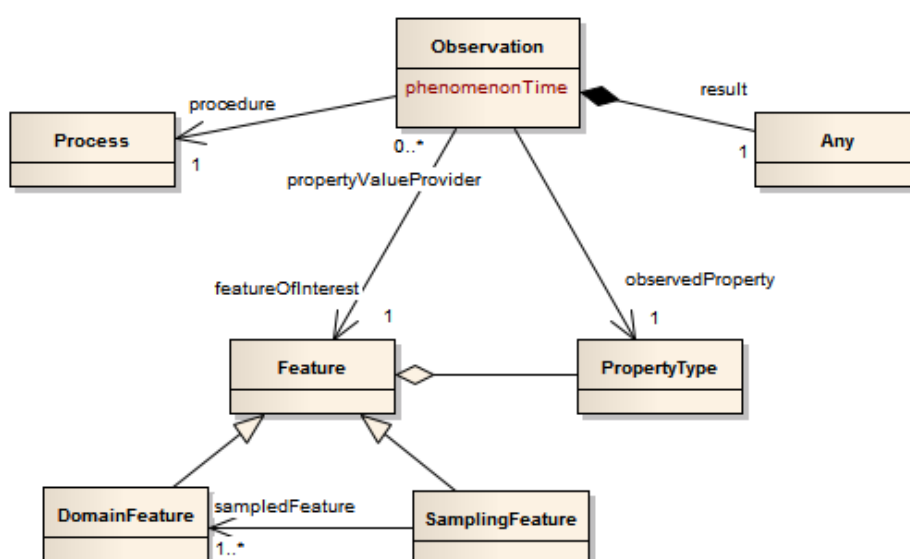 Observation
phenomenonTime
procedure
result
Process
Any
1
0..*
1
propertyValueProvider
featureOfInterest
observedProperty
1
1
Feature
PropertyType
DomainFeature
sampledFeature
SamplingFeature
1..*